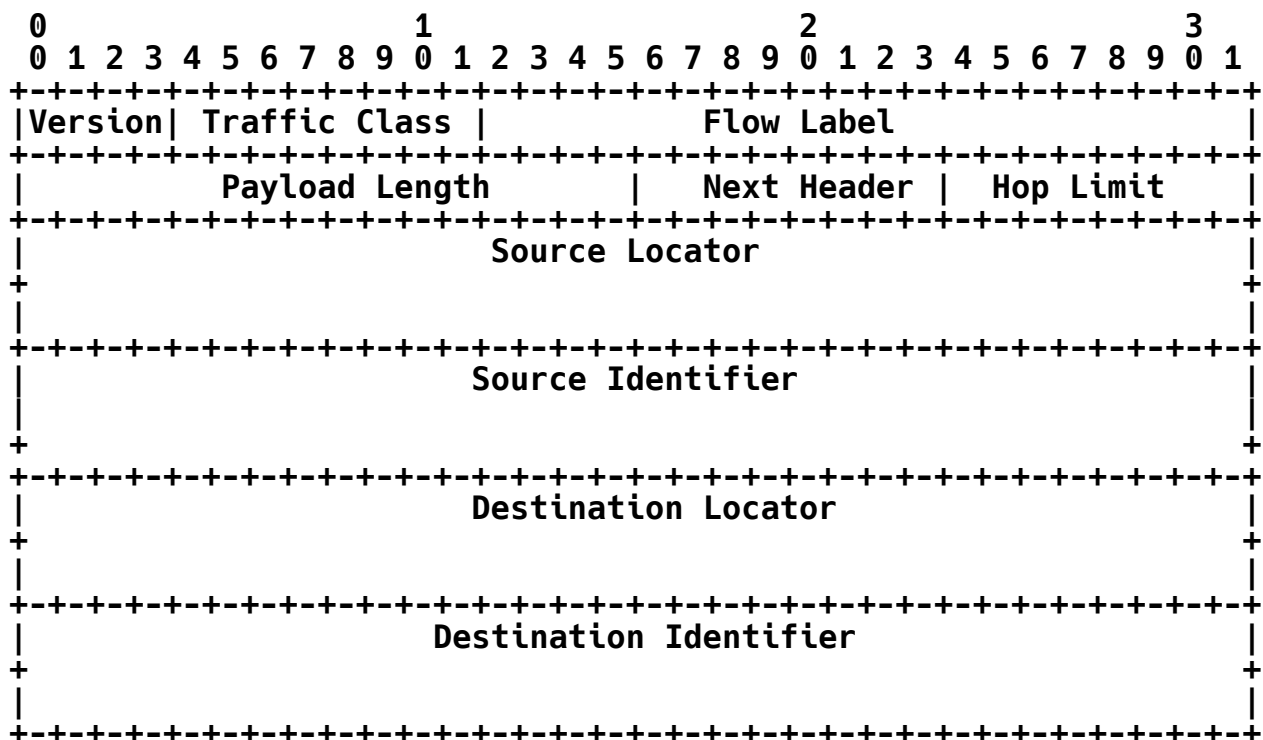 0                   1                   2                   3
 0 1 2 3 4 5 6 7 8 9 0 1 2 3 4 5 6 7 8 9 0 1 2 3 4 5 6 7 8 9 0 1
+-+-+-+-+-+-+-+-+-+-+-+-+-+-+-+-+-+-+-+-+-+-+-+-+-+-+-+-+-+-+-+-+
|Version| Traffic Class |           Flow Label                  |
+-+-+-+-+-+-+-+-+-+-+-+-+-+-+-+-+-+-+-+-+-+-+-+-+-+-+-+-+-+-+-+-+
|          Payload Length       |   Next Header |  Hop Limit    |
+-+-+-+-+-+-+-+-+-+-+-+-+-+-+-+-+-+-+-+-+-+-+-+-+-+-+-+-+-+-+-+-+
|                        Source Locator                         |
+                                                               +
|                                                               |
+-+-+-+-+-+-+-+-+-+-+-+-+-+-+-+-+-+-+-+-+-+-+-+-+-+-+-+-+-+-+-+-+
|                       Source Identifier                       |
|                                                               |
+                                                               +
+-+-+-+-+-+-+-+-+-+-+-+-+-+-+-+-+-+-+-+-+-+-+-+-+-+-+-+-+-+-+-+-+
|                       Destination Locator                     |
+                                                               +
|                                                               |
+-+-+-+-+-+-+-+-+-+-+-+-+-+-+-+-+-+-+-+-+-+-+-+-+-+-+-+-+-+-+-+-+
|                     Destination Identifier                    |
+                                                               +
|                                                               |
+-+-+-+-+-+-+-+-+-+-+-+-+-+-+-+-+-+-+-+-+-+-+-+-+-+-+-+-+-+-+-+-+